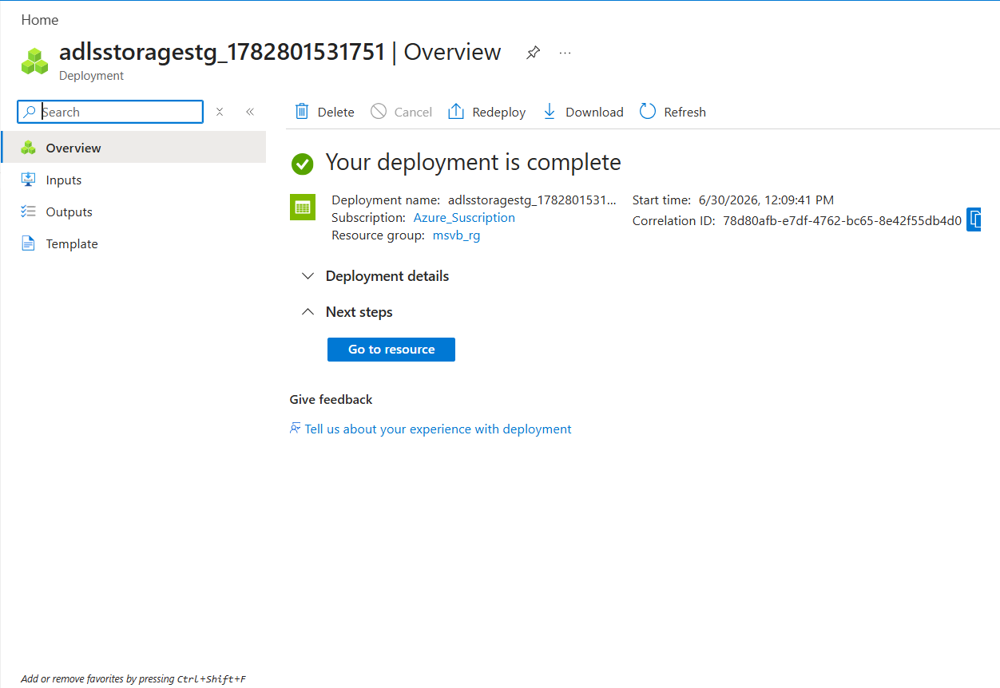 Home
adlsstoragestg_1782801531751 | Overview
...
Deployment
Search
Delete Cancel Redeploy Download Refresh
Overview
Inputs
Outputs
Template
Your deployment is complete
Deployment name: adlsstoragestg_1782801531...
Subscription: Azure_Suscription
Resource group: msvb_rg
Start time: 6/30/2026, 12:09:41 PM
Correlation ID: 78d80afb-e7df-4762-bc65-8e42f55db4d0
Deployment details
Next steps
Go to resource
Give feedback
Tell us about your experience with deployment
Add or remove favorites by pressing Ctrl+Shift+F